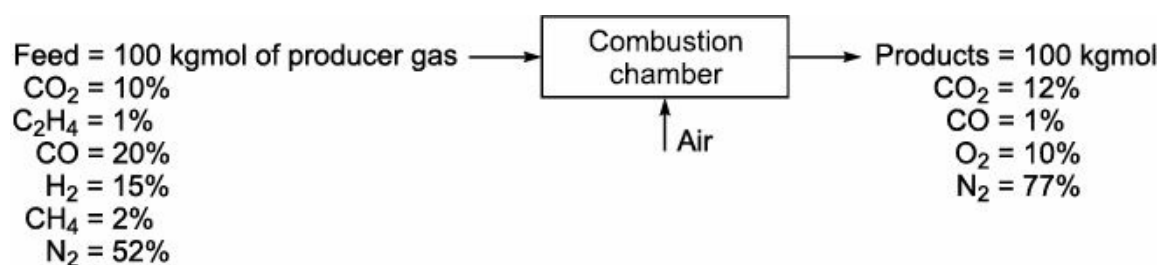 Feed = 100 kgmol of producer gas
CO₂ = 10%
C₂H₄ = 1%
CO = 20%
H₂ = 15%
CH₄ = 2%
N₂ = 52%
Combustion
chamber
Air
Products = 100 kgmol
CO₂ = 12%
CO = 1%
O₂ = 10%
N₂ = 77%